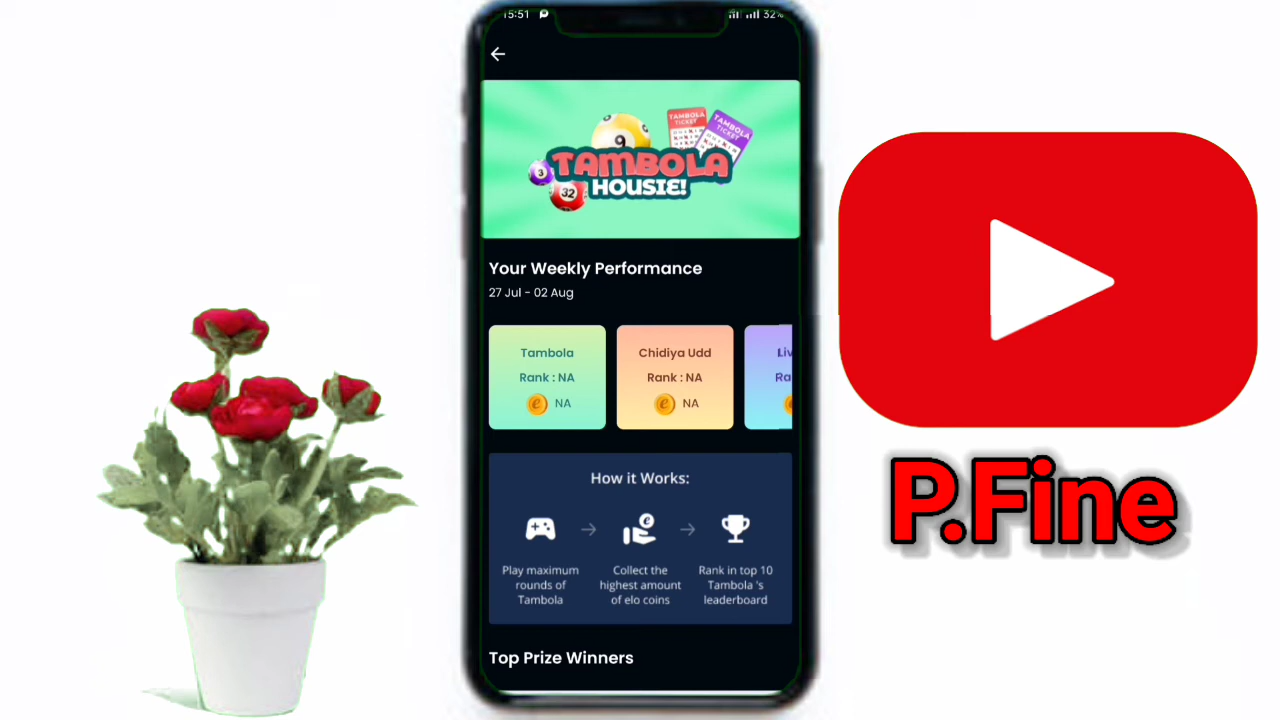 15:51
32%
TAMBOLA TICKET
TAMBOLA TICKET
9
3
32
TAMBOLA
HOUSIE!
Your Weekly Performance
27 Jul - 02 Aug
Tambola
Rank : NA
e NA
Chidiya Udd
Rank : NA
e NA
Liv
Ra
How it Works:
e
Play maximum
rounds of
Tambola
Collect the
highest amount
of elo coins
Rank in top 10
Tambola 's
leaderboard
Top Prize Winners
P.Fine